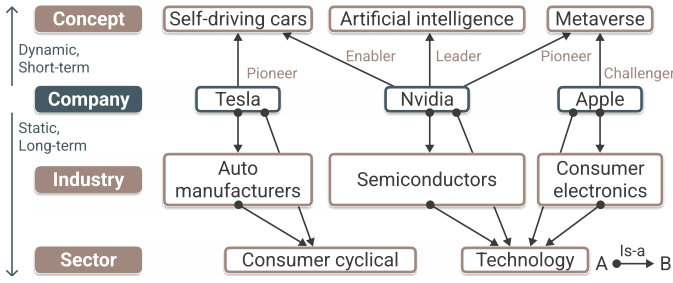 Concept
Self-driving cars
Artificial intelligence
Metaverse
Dynamic,
Short-term
Enabler
Leader
Pioneer
Pioneer
Challenger
Company
Tesla
Nvidia
Apple
Static,
Long-term
Industry
Auto
manufacturers
Semiconductors
Consumer
electronics
Sector
Consumer cyclical
Technology
Is-a
A
B